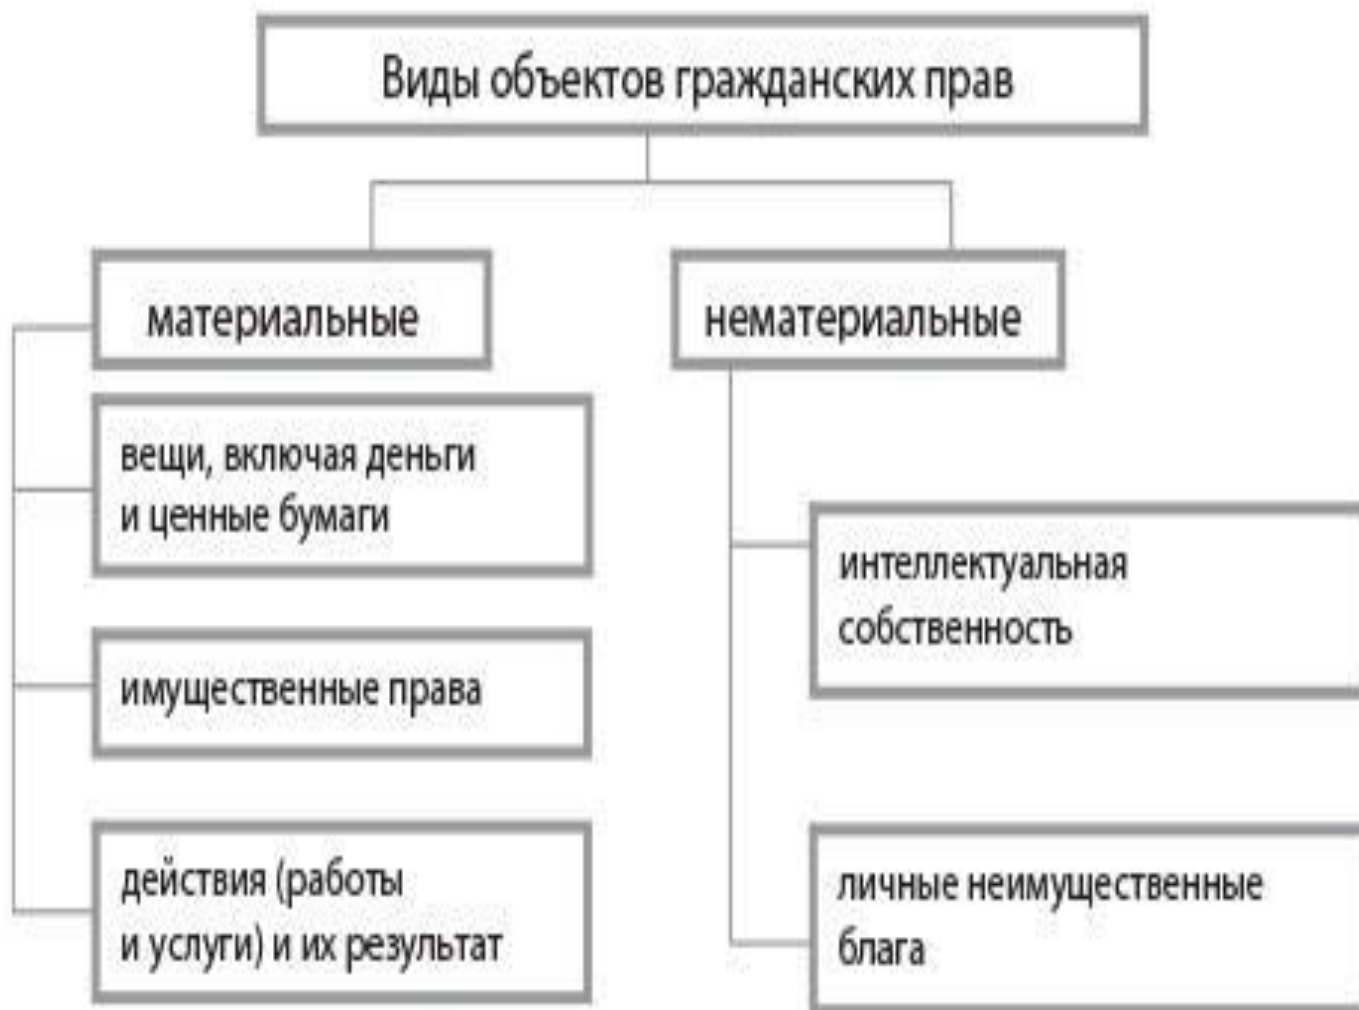 Виды объектов гражданских прав
материальные
вещи, включая деньги
и ценные бумаги
имущественные права
действия (работы
и услуги) и их результат
нематериальные
интеллектуальная
собственность
личные неимущественные
блага